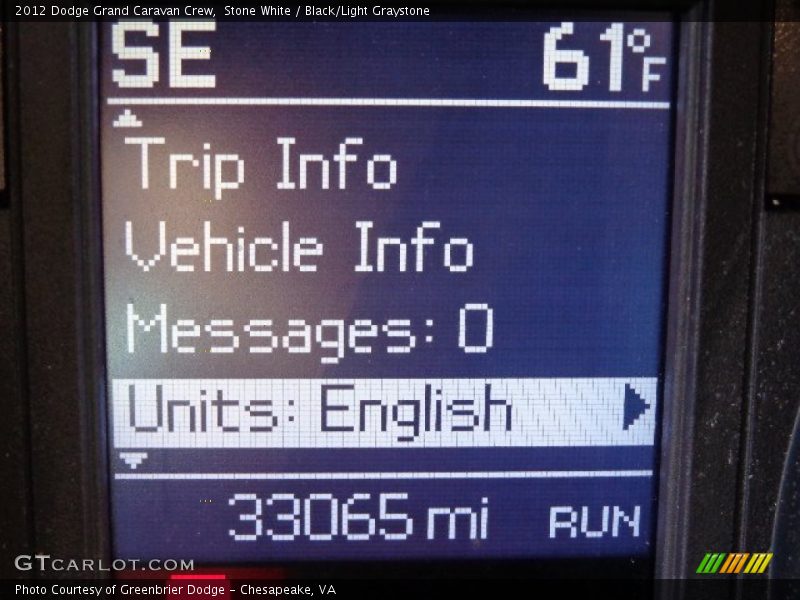 2012 Dodge Grand Caravan Crew, Stone White / Black/Light Graystone
SE 61°F
Trip Info
Vehicle Info
Messages: 0
Units: English
33065 mi RUN
GTCARLOT.COM
Photo Courtesy of Greenbrier Dodge - Chesapeake, VA